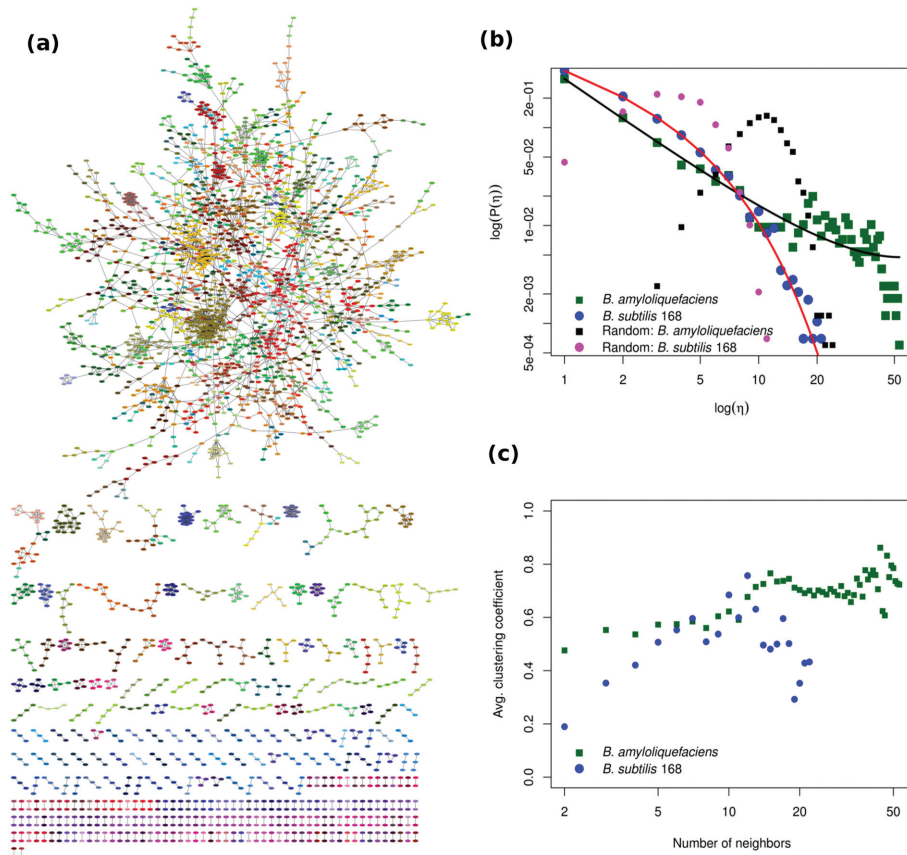 (a)
(b)
log(P(η))
2e-01
5e-02
1e-02
2e-03
5e-04
B. amyloliquefaciens
B. subtilis 168
Random: B. amyloliquefaciens
Random: B. subtilis 168
1
2
5
10
20
50
log(η)
(c)
Avg. clustering coefficient
1.0
0.8
0.6
0.4
0.2
0.0
B. amyloliquefaciens
B. subtilis 168
2
5
10
20
50
Number of neighbors